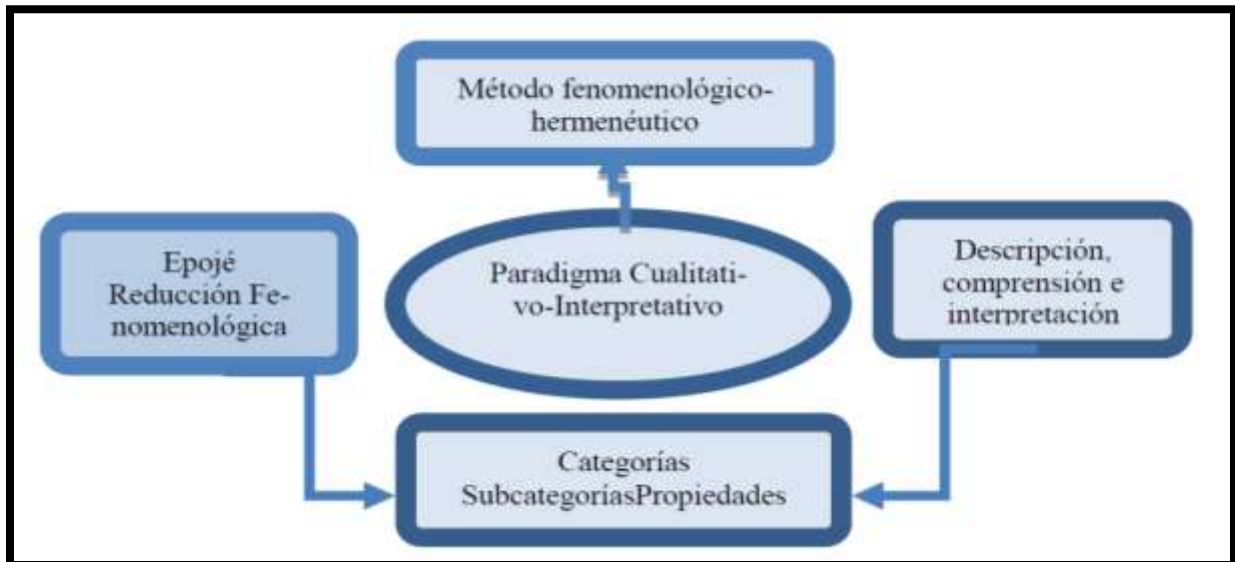 Método fenomenológico-
hermenéutico
Epojé
Reducción Fe-
nomenológica
Paradigma Cualitati-
vo-Interpretativo
Descripción,
comprensión e
interpretación
Categorías
SubcategoríasPropiedades